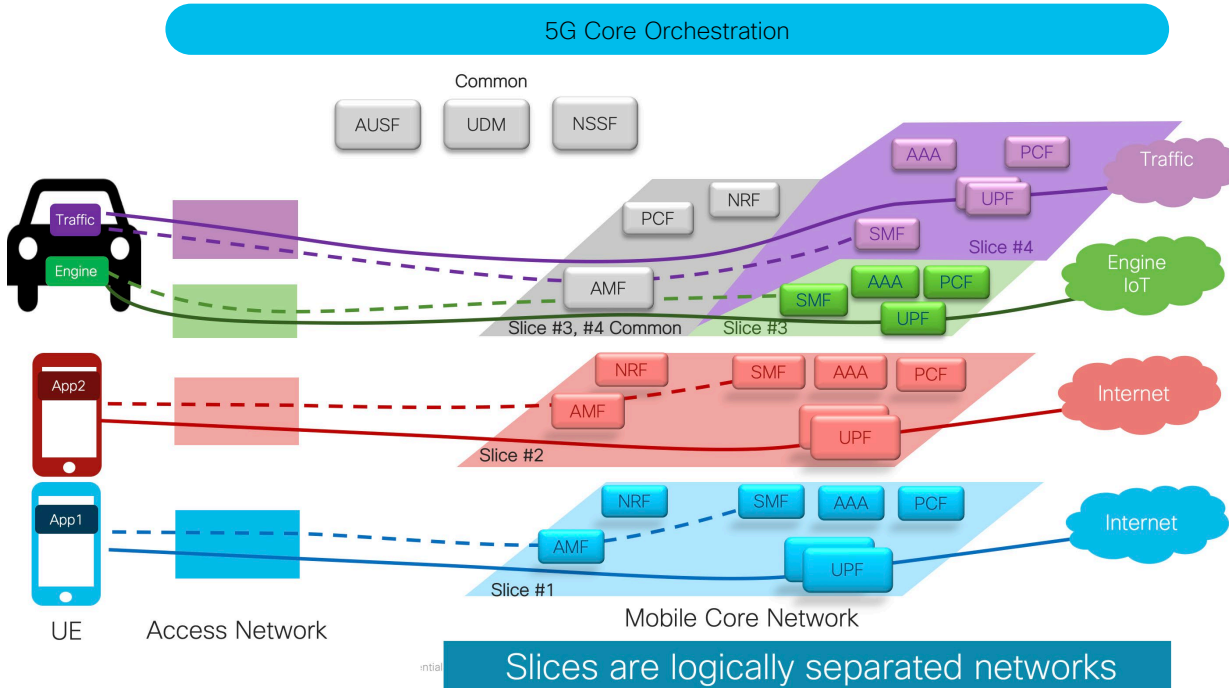 5G Core Orchestration
Common
AUSF
UDM
NSSF
AAA
PCF
Traffic
Traffic
PCF
NRF
UPF
SMF
Slice #4
Engine
AMF
SMF
AAA
PCF
UPF
Engine
IoT
Slice #3, #4 Common
Slice #3
App2
NRF
SMF
AAA
PCF
AMF
UPF
Internet
Slice #2
App1
NRF
SMF
AAA
PCF
AMF
UPF
Internet
Slice #1
UE
Access Network
Mobile Core Network
ential
Slices are logically separated networks